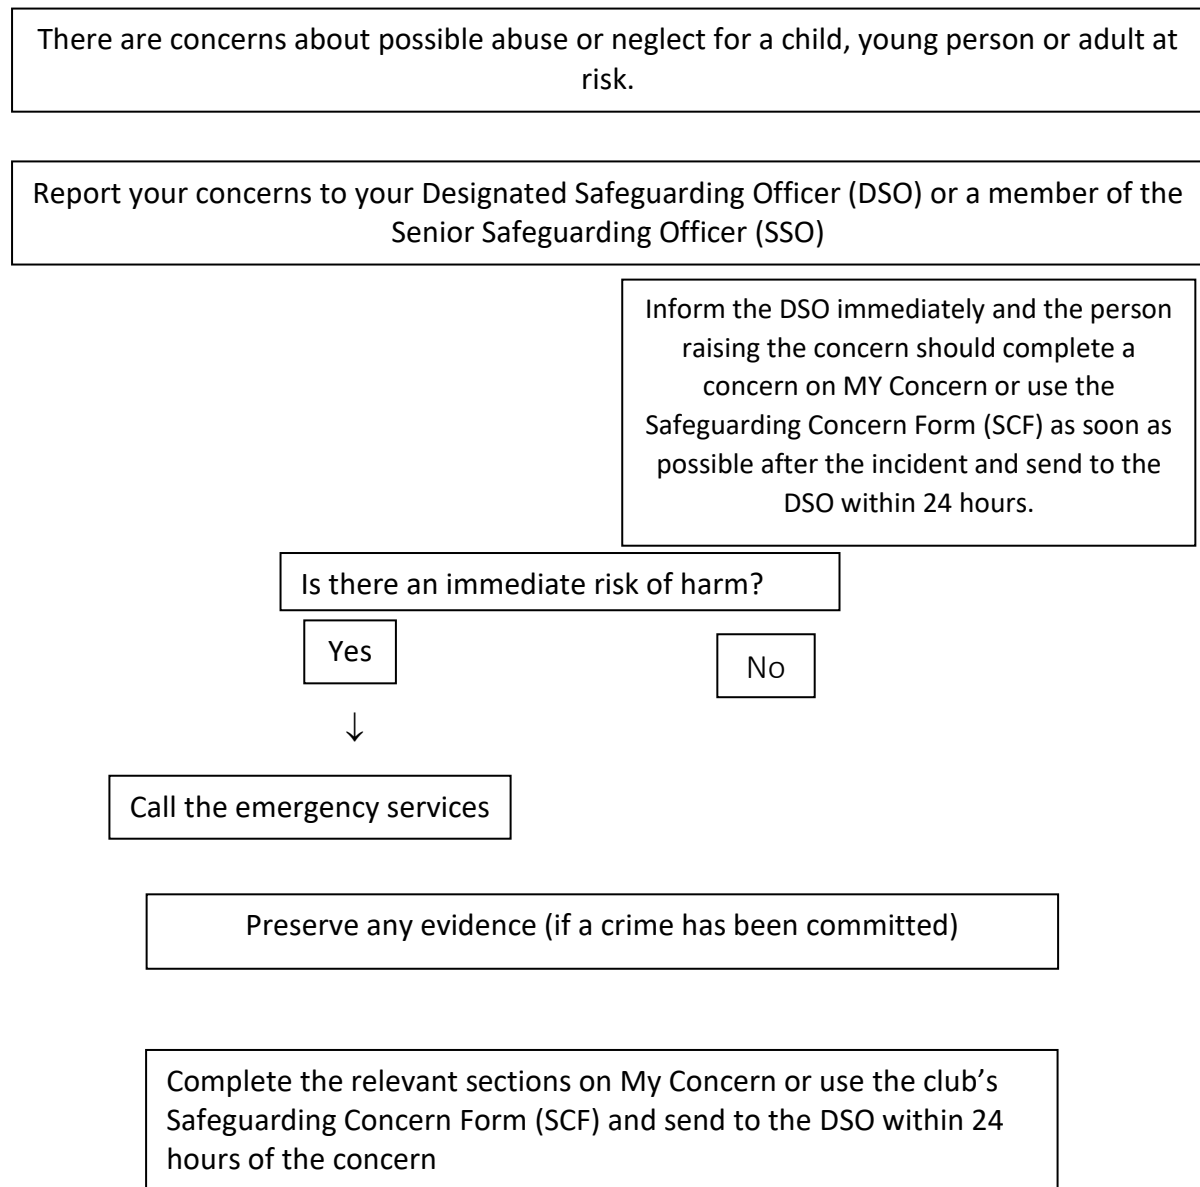 There are concerns about possible abuse or neglect for a child, young person or adult at
risk.
Report your concerns to your Designated Safeguarding Officer (DSO) or a member of the
Senior Safeguarding Officer (SSO)
Inform the DSO immediately and the person
raising the concern should complete a
concern on MY Concern or use the
Safeguarding Concern Form (SCF) as soon as
possible after the incident and send to the
DSO within 24 hours.
Is there an immediate risk of harm?
Yes
No
↓
Call the emergency services
Preserve any evidence (if a crime has been committed)
Complete the relevant sections on My Concern or use the club’s
Safeguarding Concern Form (SCF) and send to the DSO within 24
hours of the concern